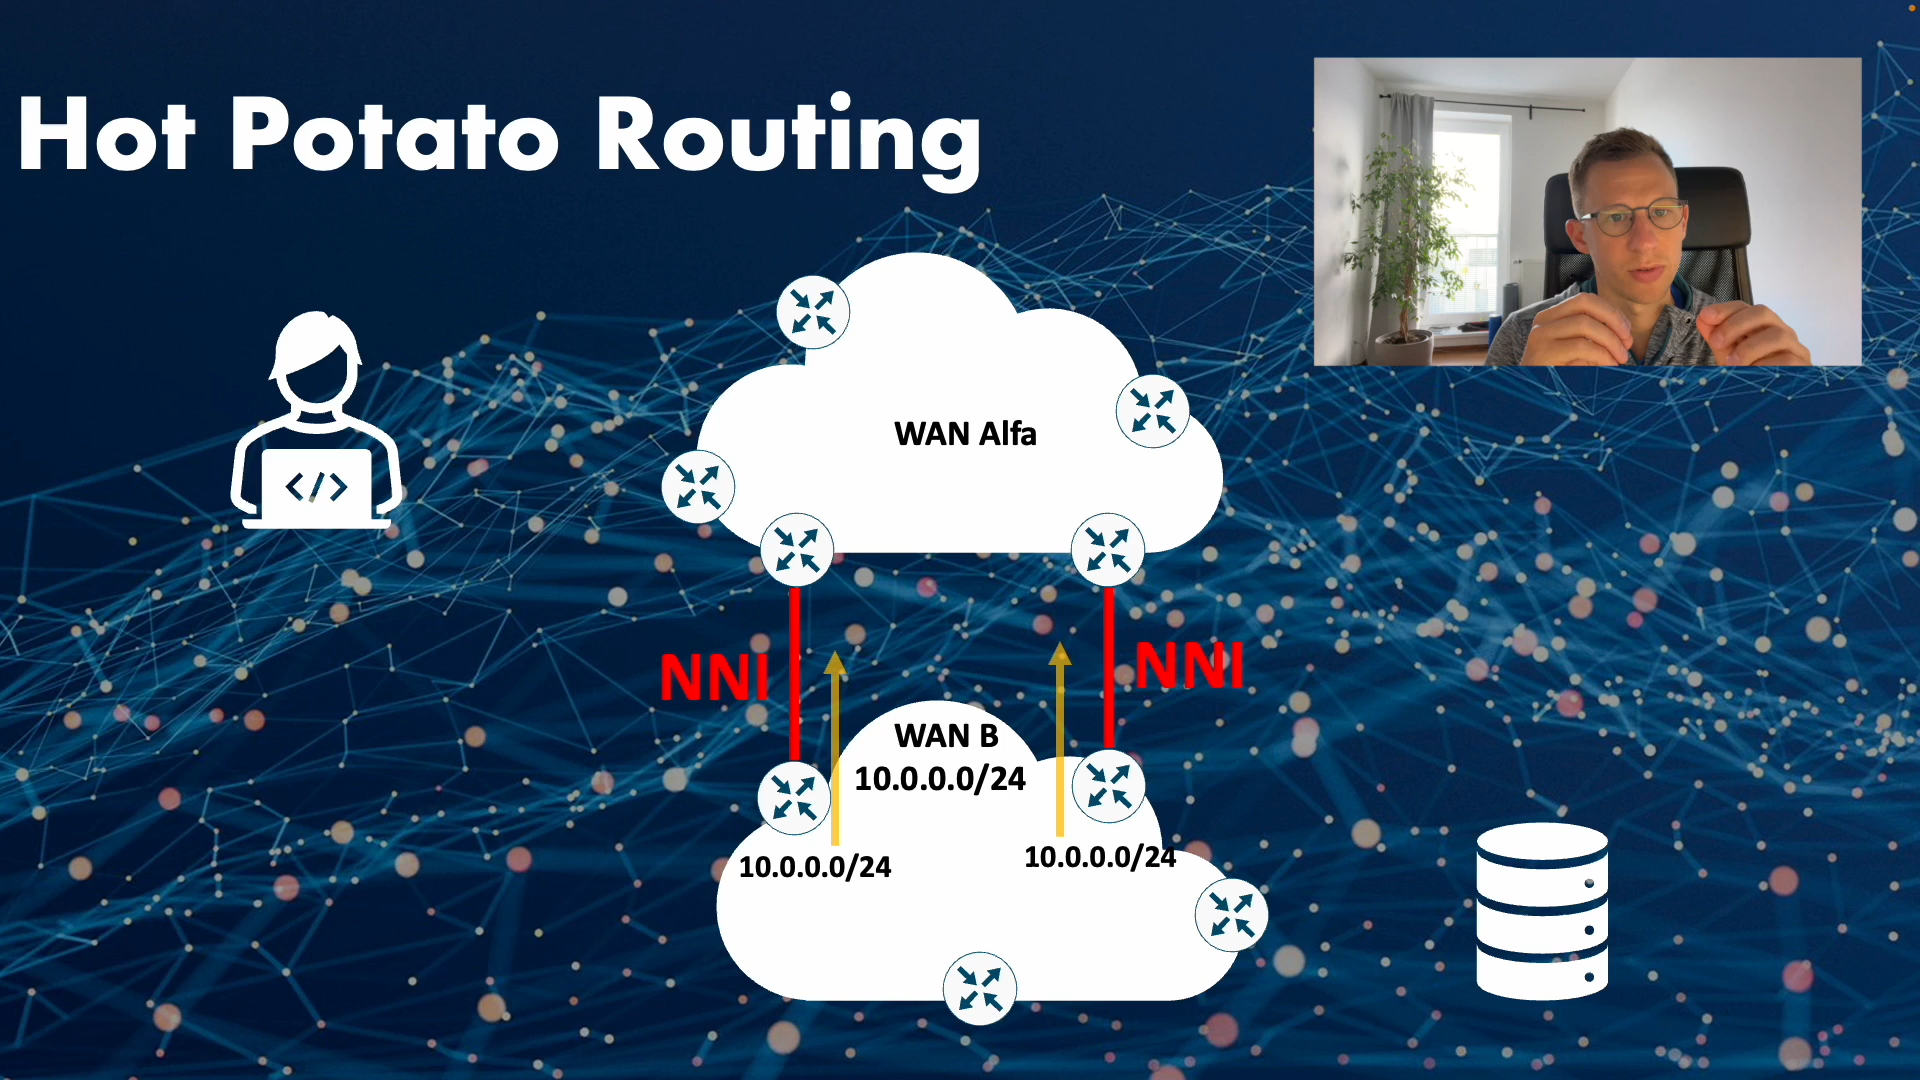 Hot Potato Routing
WAN Alfa
</>
NNI
NNI
WAN B
10.0.0.0/24
10.0.0.0/24
10.0.0.0/24